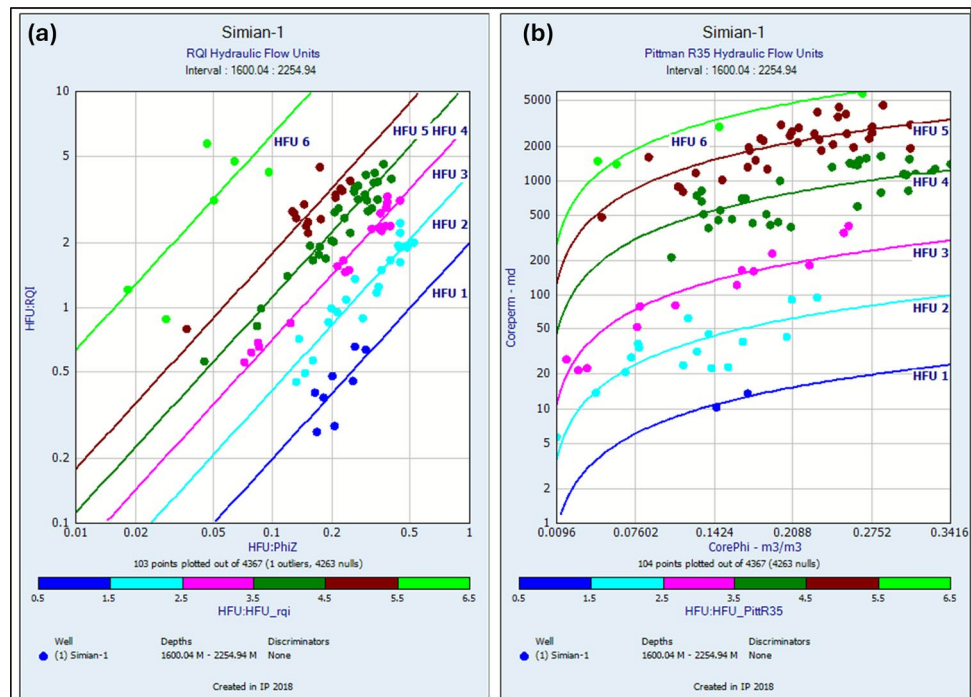 (a)
Simian-1
RQI Hydraulic Flow Units
Interval : 1600.04 : 2254.94
HFU:RQI
10
5
2
1
0.5
0.2
0.1
HFU 6
HFU 5
HFU 4
HFU 3
HFU 2
HFU 1
0.01
0.02
0.05
0.1
0.2
0.5
1
HFU:PhiZ
103 points plotted out of 4367 (1 outliers, 4263 nulls)
0.5
1.5
2.5
3.5
4.5
5.5
6.5
HFU:HFU_rqi
Well Depths Discriminators
(1) Simian-1 1600.04 M - 2254.94 M None
Created in IP 2018
(b)
Simian-1
Pittman R35 Hydraulic Flow Units
Interval : 1600.04 : 2254.94
Coreperm - md
5000
2000
1000
500
200
100
50
20
10
5
2
1
HFU 6
HFU 5
HFU 4
HFU 3
HFU 2
HFU 1
0.0096
0.07602
0.1424
0.2088
0.2752
0.3416
CorePhi - m3/m3
104 points plotted out of 4367 (4263 nulls)
0.5
1.5
2.5
3.5
4.5
5.5
6.5
HFU:HFU_PittR35
Well Depths Discriminators
(1) Simian-1 1600.04 M - 2254.94 M None
Created in IP 2018